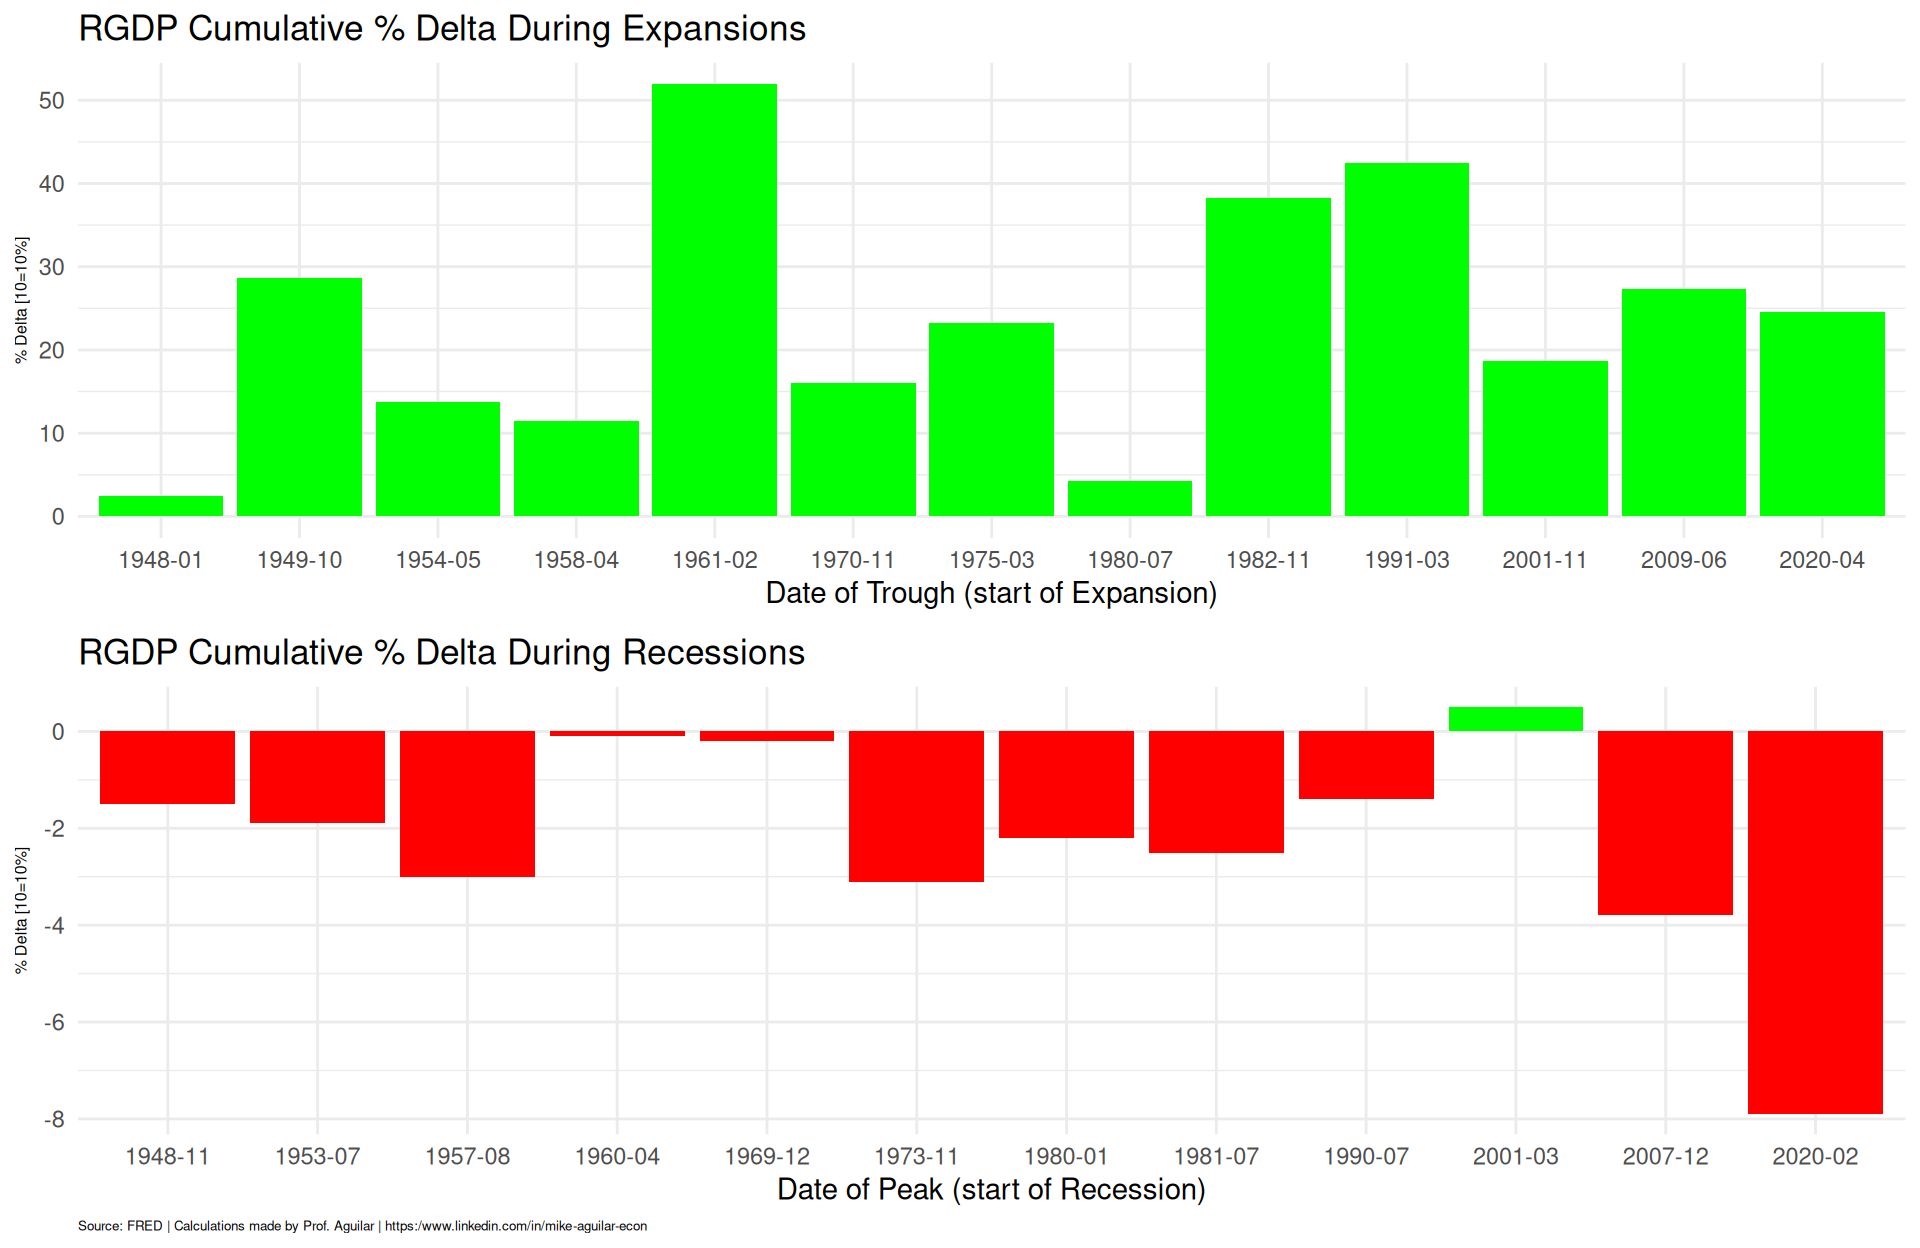 RGDP Cumulative % Delta During Expansions
% Delta [10=10%]
50
40
30
20
10
0
1948-01 1949-10 1954-05 1958-04 1961-02 1970-11 1975-03 1980-07 1982-11 1991-03 2001-11 2009-06 2020-04
Date of Trough (start of Expansion)
RGDP Cumulative % Delta During Recessions
% Delta [10=10%]
0
-2
-4
-6
-8
1948-11 1953-07 1957-08 1960-04 1969-12 1973-11 1980-01 1981-07 1990-07 2001-03 2007-12 2020-02
Date of Peak (start of Recession)
Source: FRED | Calculations made by Prof. Aguilar | https:/www.linkedin.com/in/mike-aguilar-econ